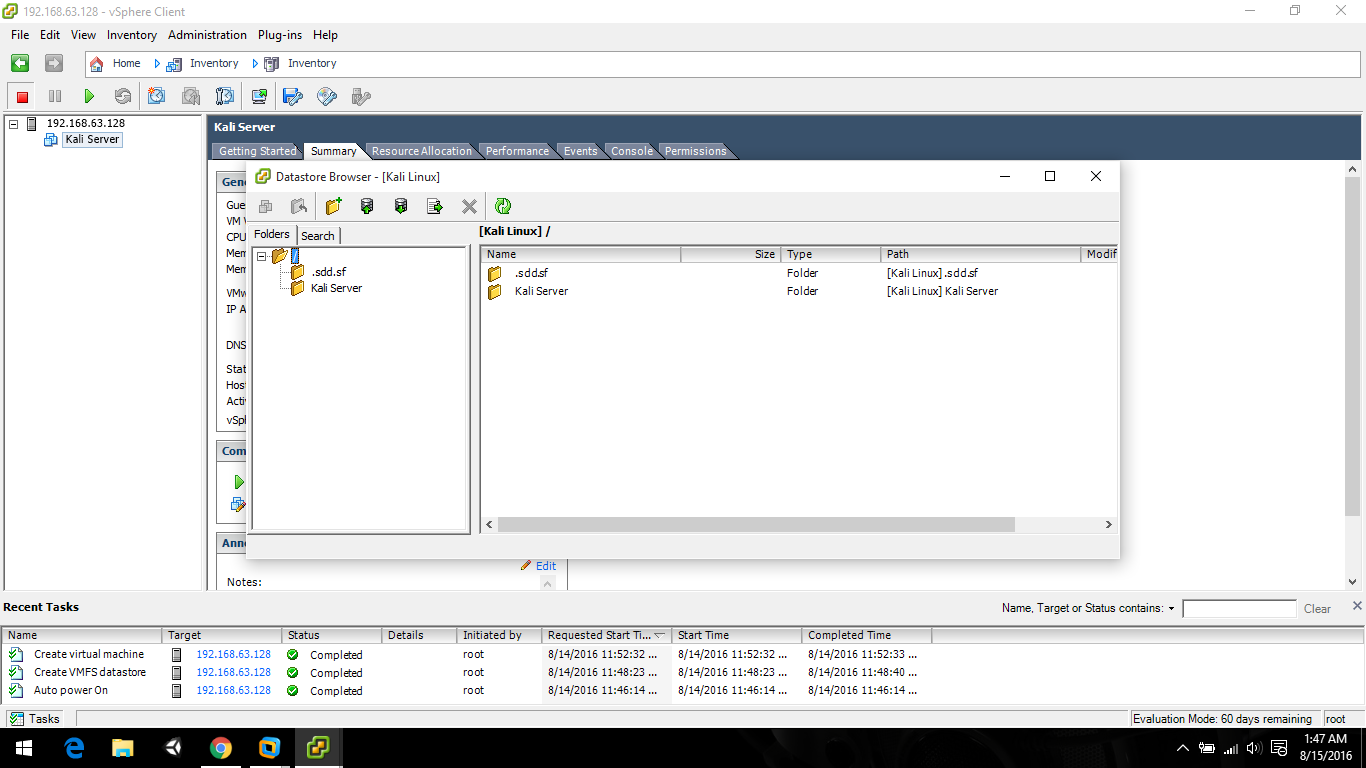 192.168.63.128 - vSphere Client
File Edit View Inventory Administration Plug-ins Help
Home Inventory Inventory
192.168.63.128
Kali Server
Kali Server
Getting Started Summary Resource Allocation Performance Events Console Permissions
Gene
Gue
VM V
CPU
Mem
Mem
VMw
IP A
DNS
Stat
Hos
Acti
vSph
Com
Anno
Notes:
Edit
Datastore Browser - [Kali Linux]
Folders Search
/
.sdd.sf
Kali Server
[Kali Linux] /
Name Size Type Path Modif
.sdd.sf Folder [Kali Linux] .sdd.sf
Kali Server Folder [Kali Linux] Kali Server
Recent Tasks
Name, Target or Status contains: Clear
Name Target Status Details Initiated by Requested Start Ti... Start Time Completed Time
Create virtual machine 192.168.63.128 Completed root 8/14/2016 11:52:32 ... 8/14/2016 11:52:32 ... 8/14/2016 11:52:33 ...
Create VMFS datastore 192.168.63.128 Completed root 8/14/2016 11:48:23 ... 8/14/2016 11:48:23 ... 8/14/2016 11:48:40 ...
Auto power On 192.168.63.128 Completed root 8/14/2016 11:46:14 ... 8/14/2016 11:46:14 ... 8/14/2016 11:46:14 ...
Tasks
Evaluation Mode: 60 days remaining root
1:47 AM
8/15/2016